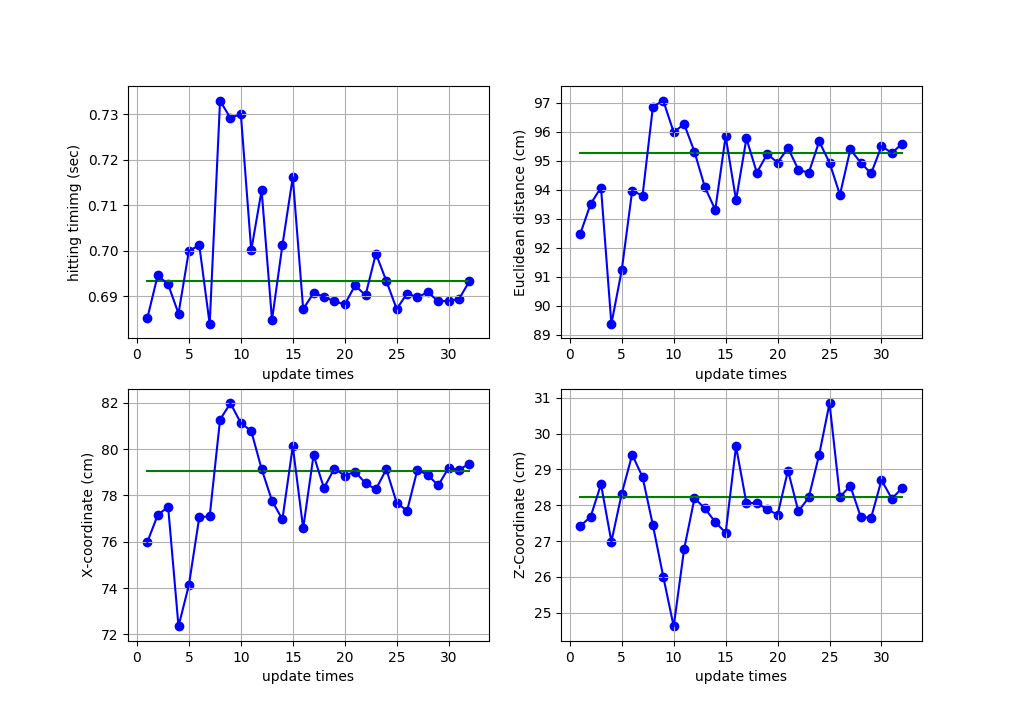 0.73
0.72
0.71
0.70
0.69
hitting timimg (sec)
0 5 10 15 20 25 30
update times
97
96
95
94
93
92
91
90
89
Euclidean distance (cm)
0 5 10 15 20 25 30
update times
82
80
78
76
74
72
X-coordinate (cm)
0 5 10 15 20 25 30
update times
31
30
29
28
27
26
25
Z-Coordinate (cm)
0 5 10 15 20 25 30
update times